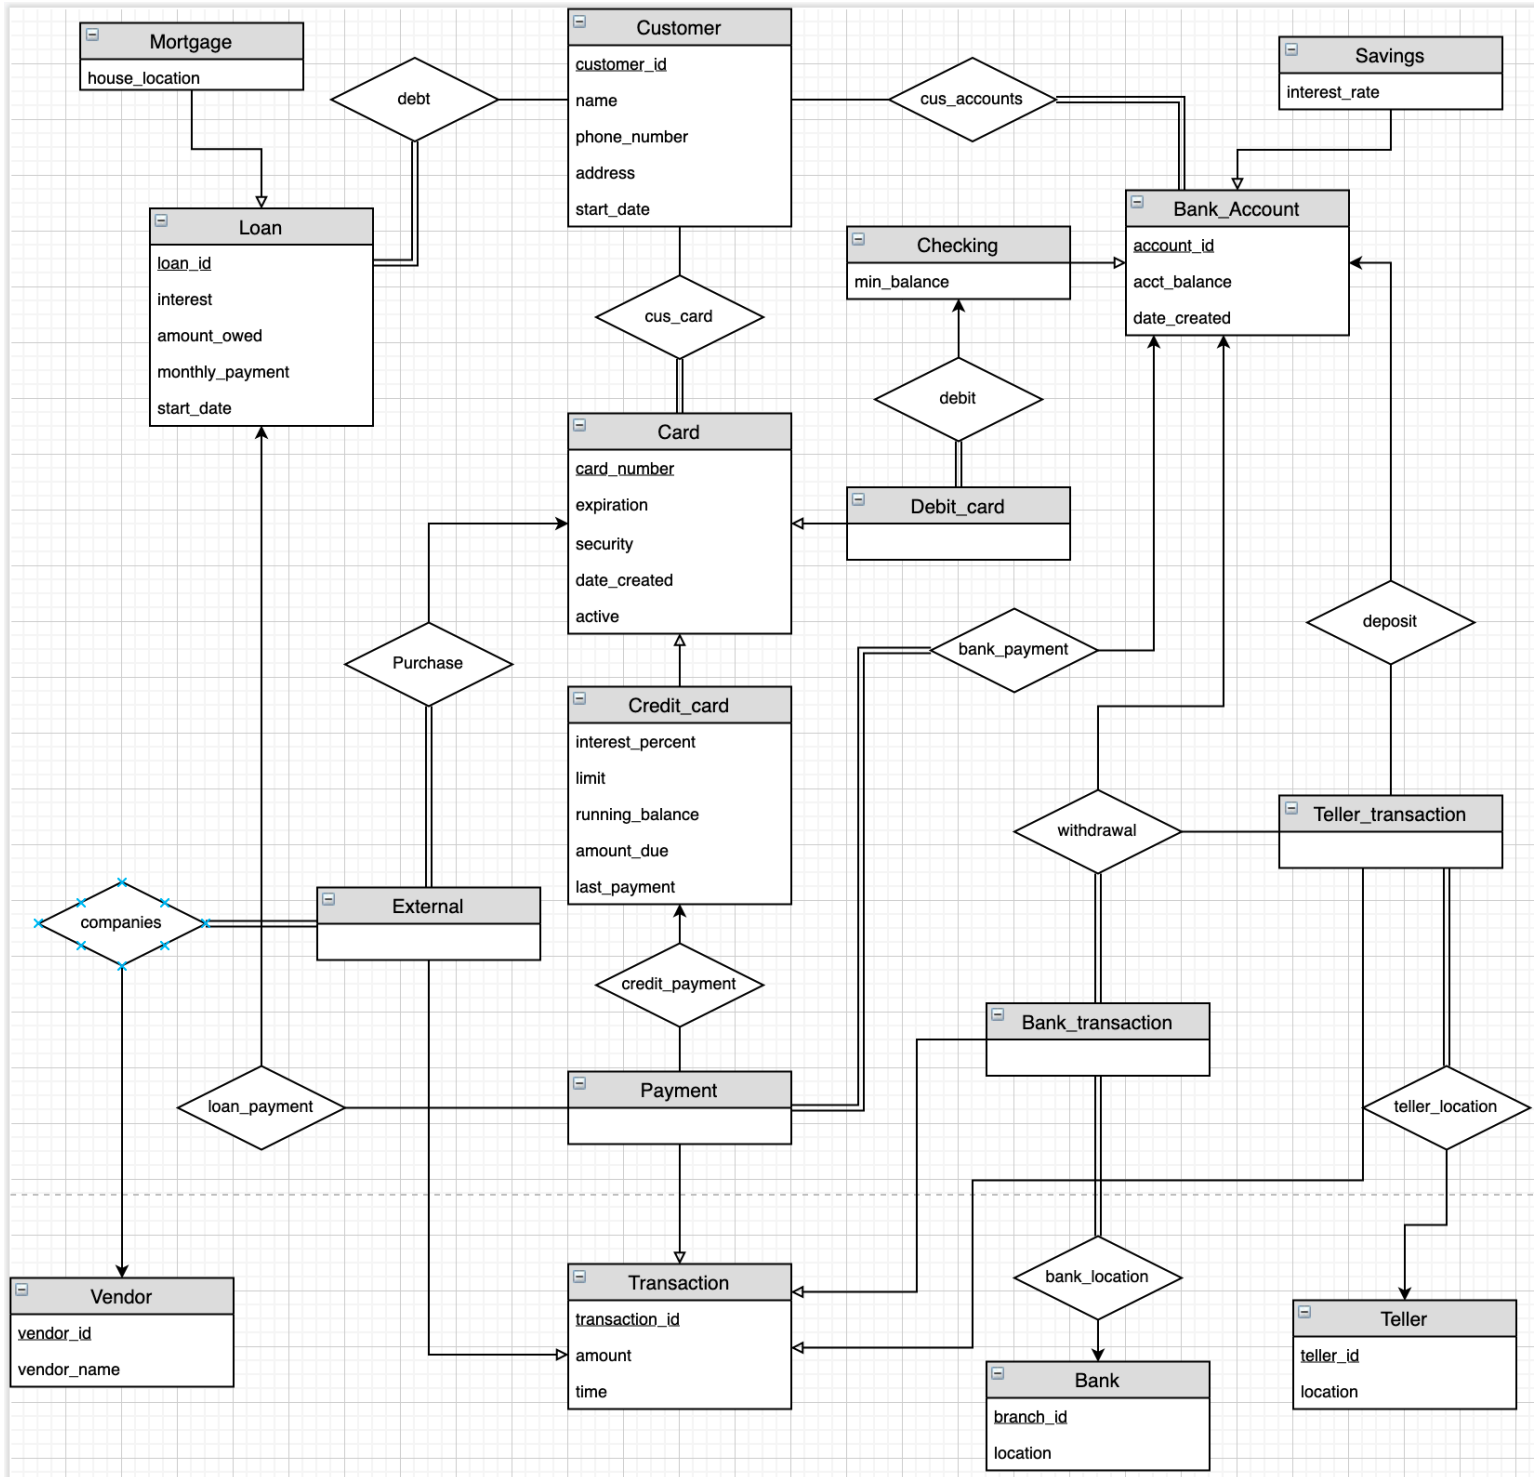 Mortgage
house_location
debt
Customer
customer_id
name
phone_number
address
start_date
cus_accounts
Savings
interest_rate
Loan
loan_id
interest
amount_owed
monthly_payment
start_date
cus_card
Checking
min_balance
Bank_Account
account_id
acct_balance
date_created
debit
Card
card_number
expiration
security
date_created
active
Debit_card
Purchase
bank_payment
deposit
Credit_card
interest_percent
limit
running_balance
amount_due
last_payment
withdrawal
Teller_transaction
companies
External
credit_payment
Bank_transaction
loan_payment
Payment
teller_location
Vendor
vendor_id
vendor_name
Transaction
transaction_id
amount
time
bank_location
Bank
branch_id
location
Teller
teller_id
location